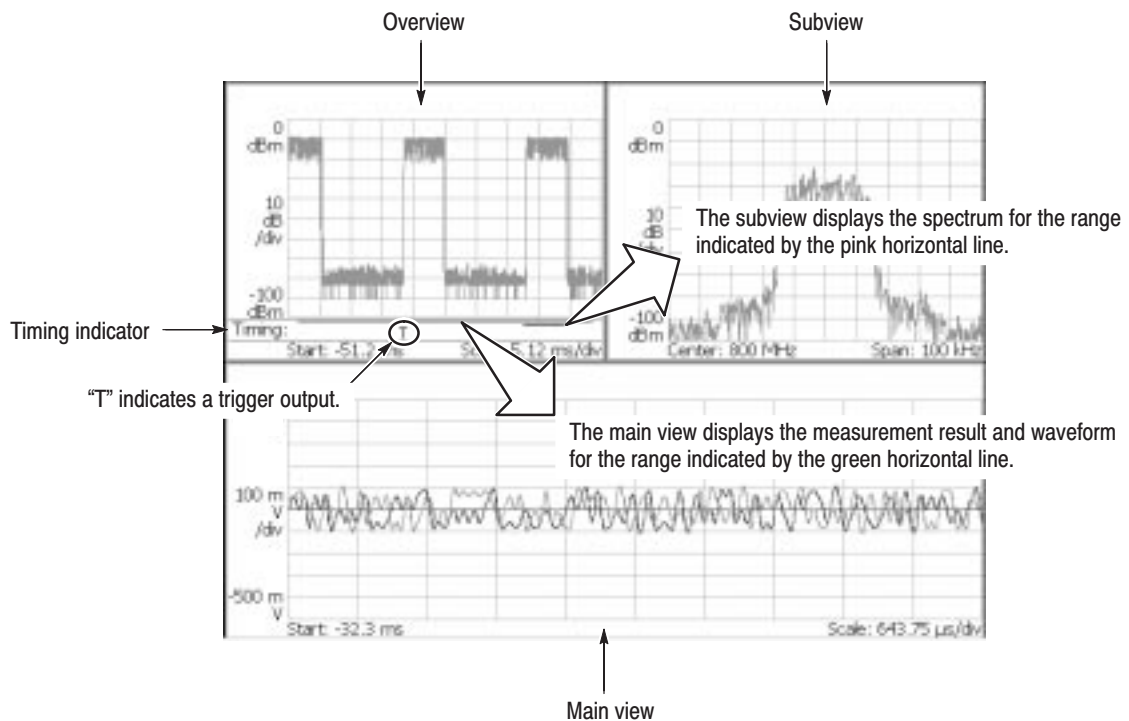 Overview
Subview
0
dBm
10
dB
/div
-100
dBm
Timing:
T
Start: -51.2
5.12 ms/div
0
dBm
10
dB
The subview displays the spectrum for the range
indicated by the pink horizontal line.
-100
dBm
Center: 800 MHz
Span: 100 kHz
Timing indicator
“T” indicates a trigger output.
The main view displays the measurement result and waveform
for the range indicated by the green horizontal line.
100 m
V
/div
-500 m
V
Start: -32.3 ms
Scale: 643.75 µs/div
Main view